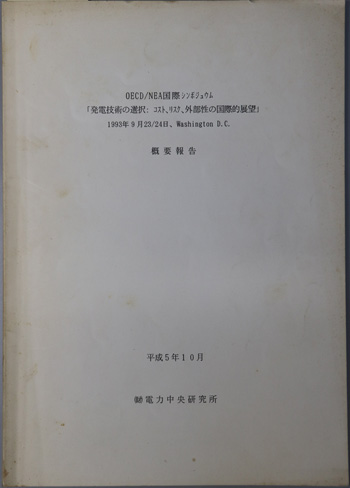 OECD/NEA国際シンポジュウム
「発電技術の選択: コスト、リスク、外部性の国際的展望」
1993年9月23/24日、Washington D.C.
概要報告
平成5年10月
㈶電力中央研究所